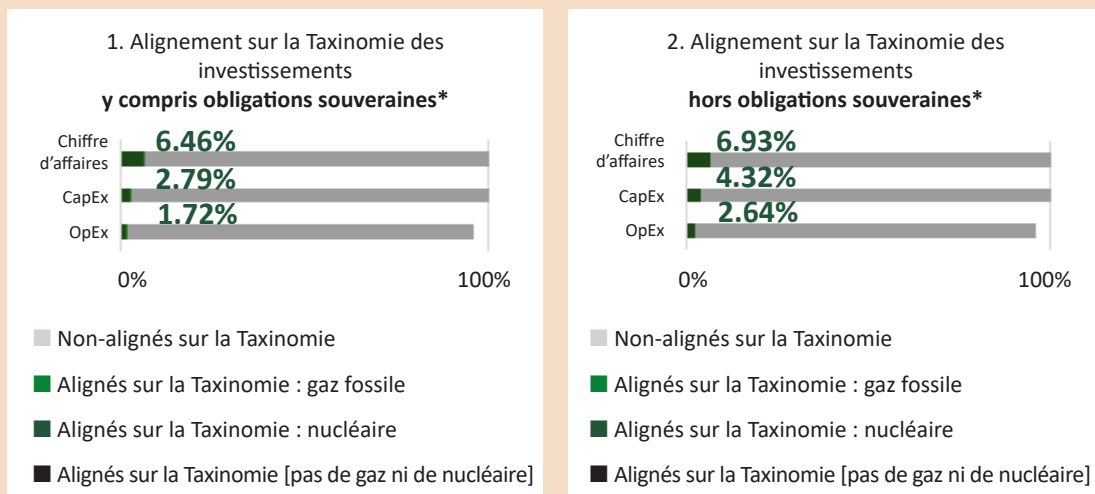 1. Alignement sur la Taxinomie des
investissements
y compris obligations souveraines*
Chiffre
d'affaires
6.46%
CapEx
2.79%
OpEx
1.72%
0%
100%
Non-alignés sur la Taxinomie
Alignés sur la Taxinomie : gaz fossile
Alignés sur la Taxinomie : nucléaire
Alignés sur la Taxinomie [pas de gaz ni de nucléaire]
2. Alignement sur la Taxinomie des
investissements
hors obligations souveraines*
Chiffre
d'affaires
6.93%
CapEx
4.32%
OpEx
2.64%
0%
100%
Non-alignés sur la Taxinomie
Alignés sur la Taxinomie : gaz fossile
Alignés sur la Taxinomie : nucléaire
Alignés sur la Taxinomie [pas de gaz ni de nucléaire]